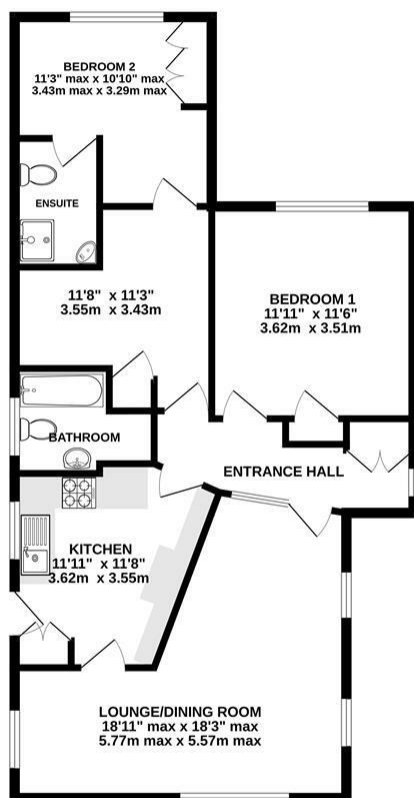 BEDROOM 2
11'3" max x 10'10" max
3.43m max x 3.29m max
ENSUITE
11'8" x 11'3"
3.55m x 3.43m
BEDROOM 1
11'11" x 11'6"
3.62m x 3.51m
BATHROOM
ENTRANCE HALL
KITCHEN
11'11" x 11'8"
3.62m x 3.55m
LOUNGE/DINING ROOM
18'11" max x 18'3" max
5.77m max x 5.57m max